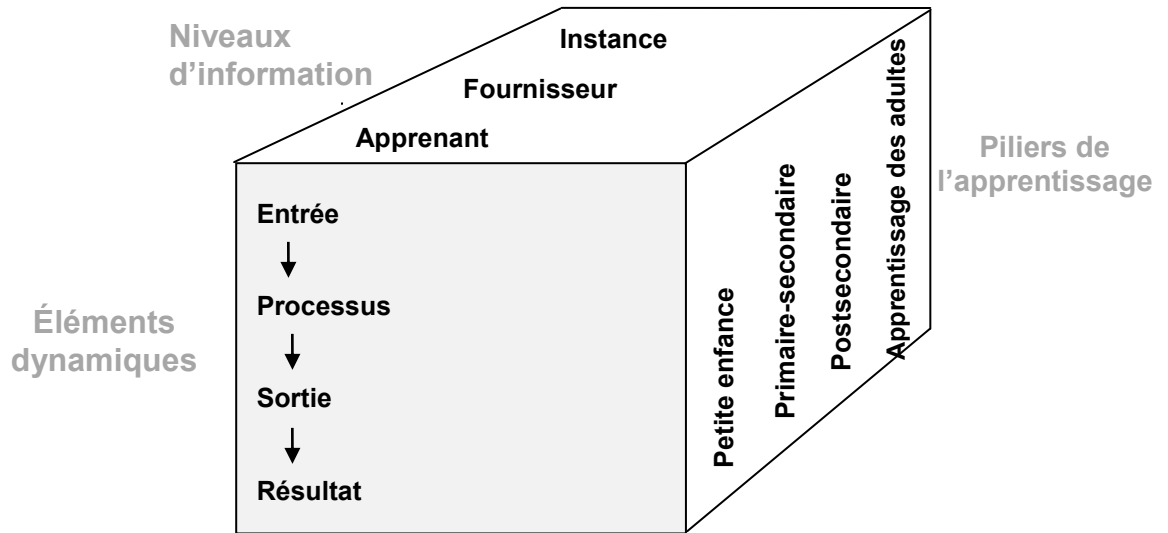 Niveaux
d’information
Instance
Fournisseur
Apprenant
Piliers de
l’apprentissage
Éléments
dynamiques
Entrée
Processus
Sortie
Résultat
Petite enfance
Primaire-secondaire
Postsecondaire
Apprentissage des adultes